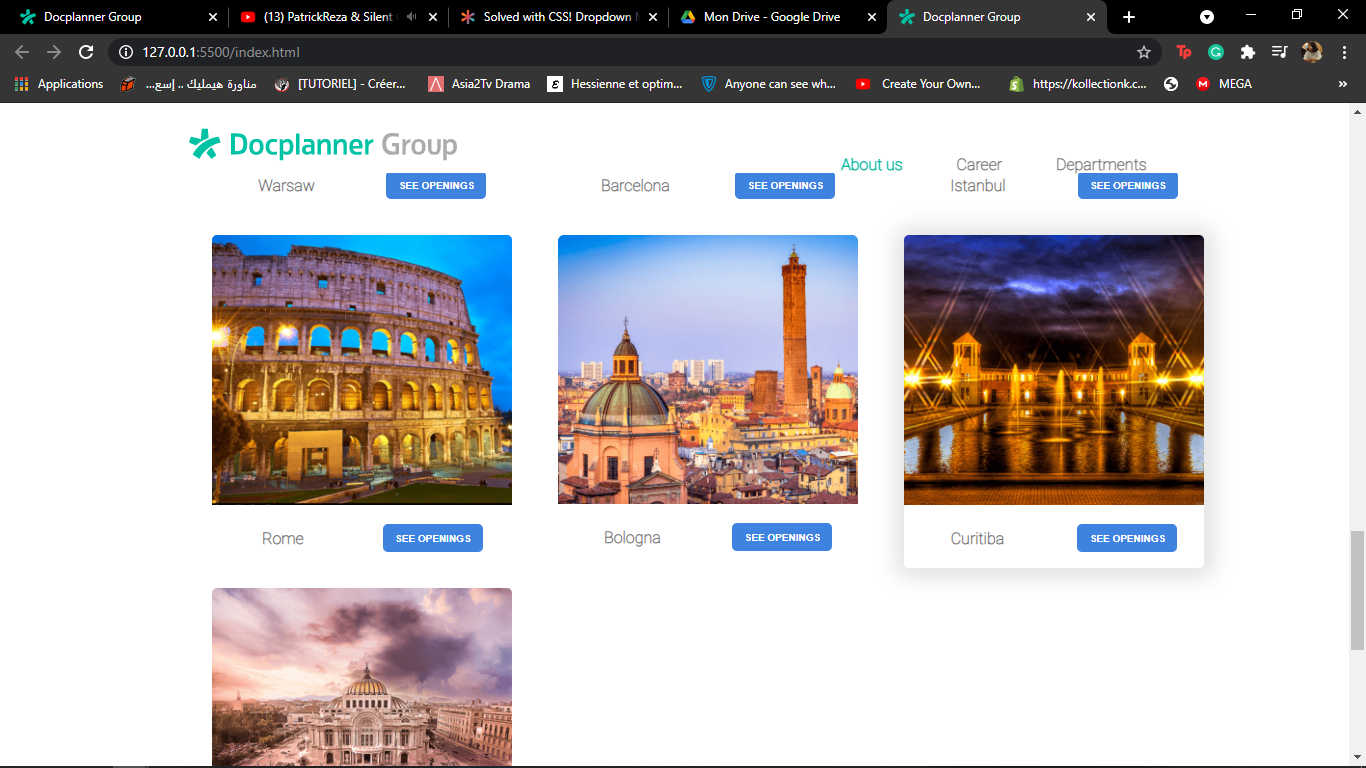 Docplanner Group
(13) PatrickReza & Silent
Solved with CSS! Dropdown
Mon Drive - Google Drive
Docplanner Group
127.0.0.1:5500/index.html
Applications
مناورة هيمليك .. إسع...
[TUTORIEL] - Créer...
Asia2Tv Drama
Hessienne et optim...
Anyone can see wh...
Create Your Own...
https://kollectionk.c...
MEGA
»
Docplanner Group
About us
Career
Departments
Warsaw
SEE OPENINGS
Barcelona
SEE OPENINGS
Istanbul
SEE OPENINGS
Rome
SEE OPENINGS
Bologna
SEE OPENINGS
Curitiba
SEE OPENINGS